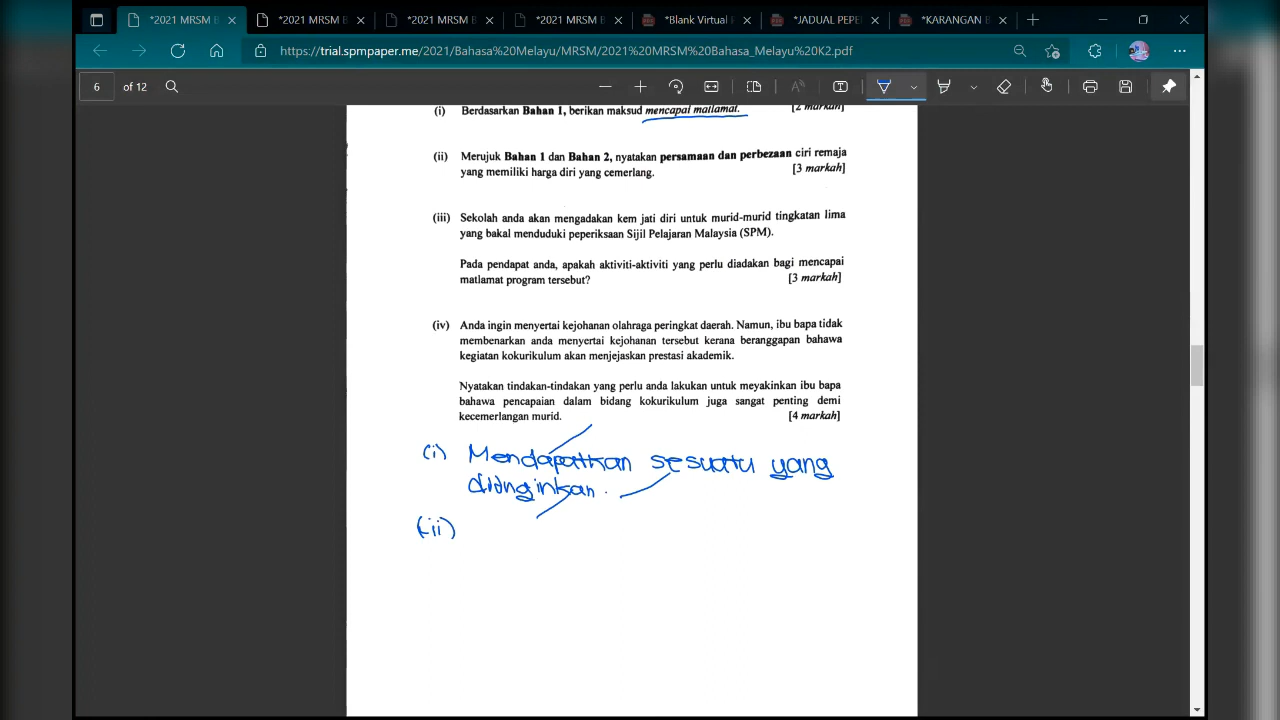 *2021 MRSM B
*2021 MRSM B
*2021 MRSM B
*2021 MRSM B
*Blank Virtual P
*JADUAL PEPE
*KARANGAN B
https://trial.spmpaper.me/2021/Bahasa%20Melayu/MRSM/2021%20MRSM%20Bahasa_Melayu%20K2.pdf
6 of 12
(i) Berdasarkan Bahan 1, berikan maksud mencapai matlamat. [2 markah]
(ii) Merujuk Bahan 1 dan Bahan 2, nyatakan persamaan dan perbezaan ciri remaja
yang memiliki harga diri yang cemerlang. [3 markah]
(iii) Sekolah anda akan mengadakan kem jati diri untuk murid-murid tingkatan lima
yang bakal menduduki peperiksaan Sijil Pelajaran Malaysia (SPM).
Pada pendapat anda, apakah aktiviti-aktiviti yang perlu diadakan bagi mencapai
matlamat program tersebut? [3 markah]
(iv) Anda ingin menyertai kejohanan olahraga peringkat daerah. Namun, ibu bapa tidak
membenarkan anda menyertai kejohanan tersebut kerana beranggapan bahawa
kegiatan kokurikulum akan menjejaskan prestasi akademik.
Nyatakan tindakan-tindakan yang perlu anda lakukan untuk meyakinkan ibu bapa
bahawa pencapaian dalam bidang kokurikulum juga sangat penting demi
kecemerlangan murid. [4 markah]
(i) Mendapatkan sesuatu yang
diinginkan.
(ii)